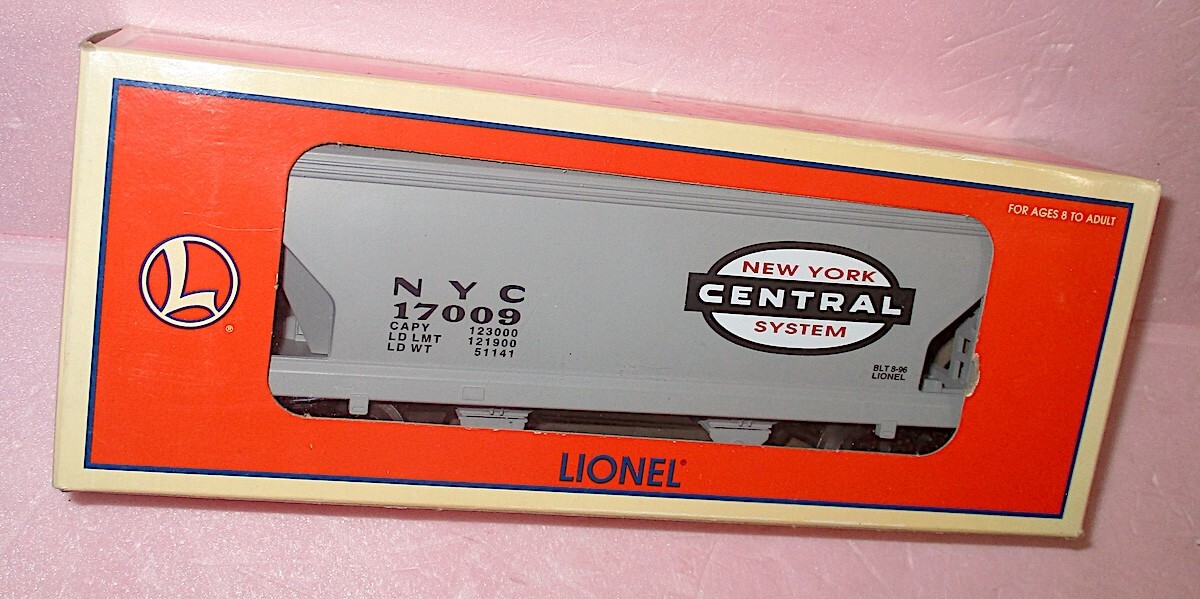 FOR AGES 8 TO ADULT
L ®
N Y C
17009
CAPY 123000
LD LMT 121900
LD WT 51141
NEW YORK
CENTRAL
SYSTEM
BLT 8-96
LIONEL
LIONEL®